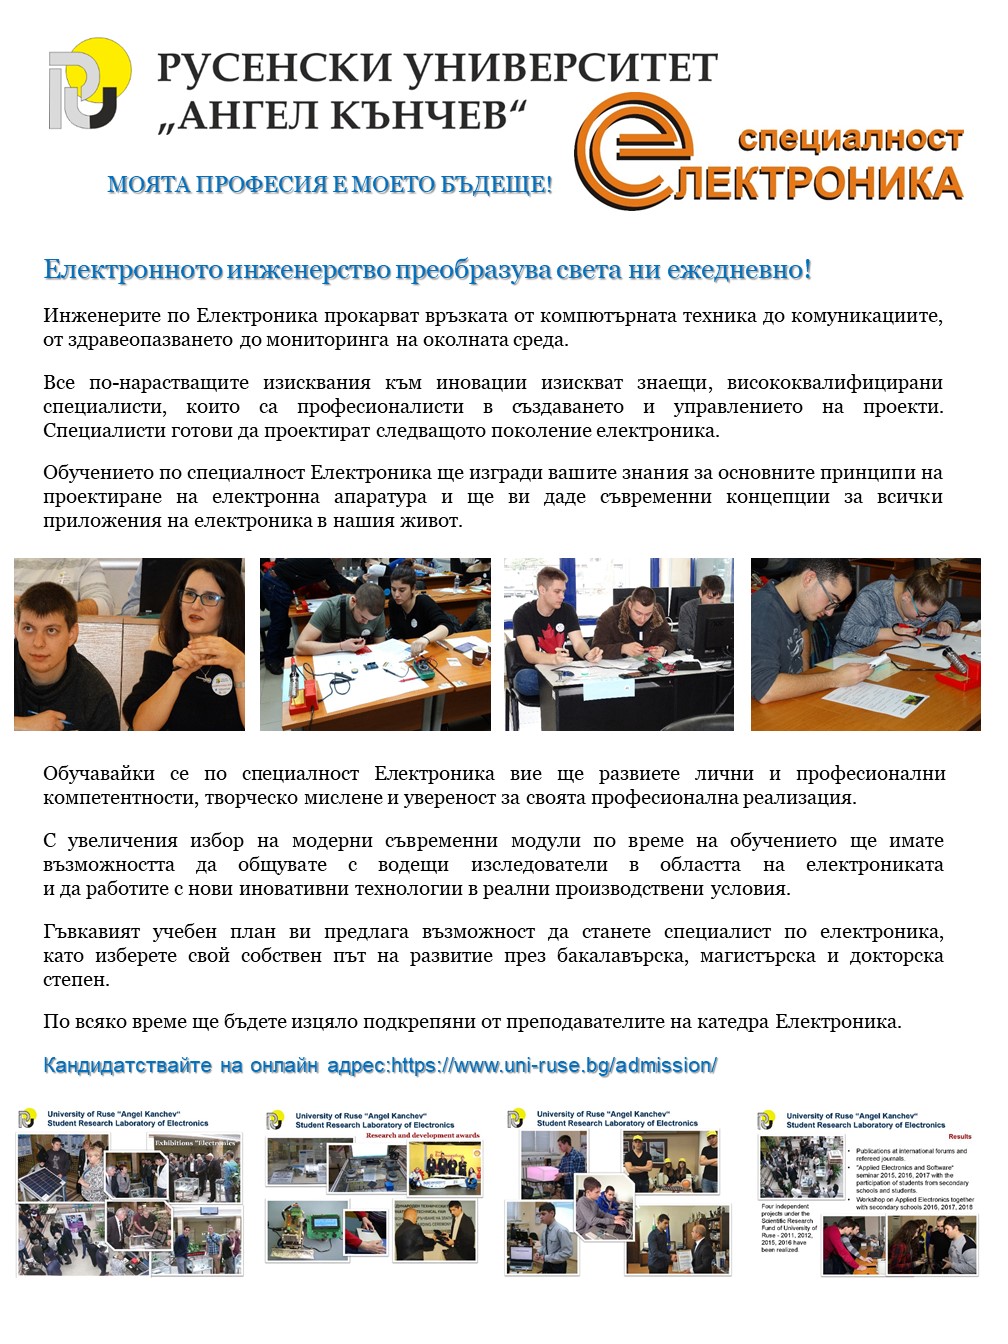 РУСЕНСКИ УНИВЕРСИТЕТ
„АНГЕЛ КЪНЧЕВ“
специалност
еЛЕКТРОНИКА
МОЯТА ПРОФЕСИЯ Е МОЕТО БЪДЕЩЕ!
Електронното инженерство преобразува света ни ежедневно!
Инженерите по Електроника прокарват връзката от компютърната техника до комуникациите,
от здравеопазването до мониторинга на околната среда.
Все по-нарастващите изисквания към иновации изискват знаещи, висококвалифицирани
специалисти, които са професионалисти в създаването и управлението на проекти.
Специалисти готови да проектират следващото поколение електроника.
Обучението по специалност Електроника ще изгради вашите знания за основните принципи на
проектиране на електронна апаратура и ще ви даде съвременни концепции за всички
приложения на електроника в нашия живот.
Обучавайки се по специалност Електроника вие ще развиете лични и професионални
компетентности, творческо мислене и увереност за своята професионална реализация.
С увеличения избор на модерни съвременни модули по време на обучението ще имате
възможността да общувате с водещи изследователи в областта на електрониката
и да работите с нови иновативни технологии в реални производствени условия.
Гъвкавият учебен план ви предлага възможност да станете специалист по електроника,
като изберете свой собствен път на развитие през бакалавърска, магистърска и докторска
степен.
По всяко време ще бъдете изцяло подкрепяни от преподавателите на катедра Електроника.
Кандидатствайте на онлайн адрес:https://www.uni-ruse.bg/admission/
University of Ruse "Angel Kanchev"
Student Research Laboratory of Electronics
Exhibitions "Electronics"
University of Ruse "Angel Kanchev"
Student Research Laboratory of Electronics
Research and development awards
University of Ruse "Angel Kanchev"
Student Research Laboratory of Electronics
University of Ruse "Angel Kanchev"
Student Research Laboratory of Electronics
Results
• Publications at international forums and
refereed journals.
• "Applied Electronics and Software"
seminar 2015, 2016, 2017 with the
participation of students from secondary
schools and students.
• Workshop on Applied Electronics together
with secondary schools 2016, 2017, 2018
Four independent
projects under the
Scientific Research
Fund of University of
Ruse - 2011, 2012,
2015, 2016 have
been realized.